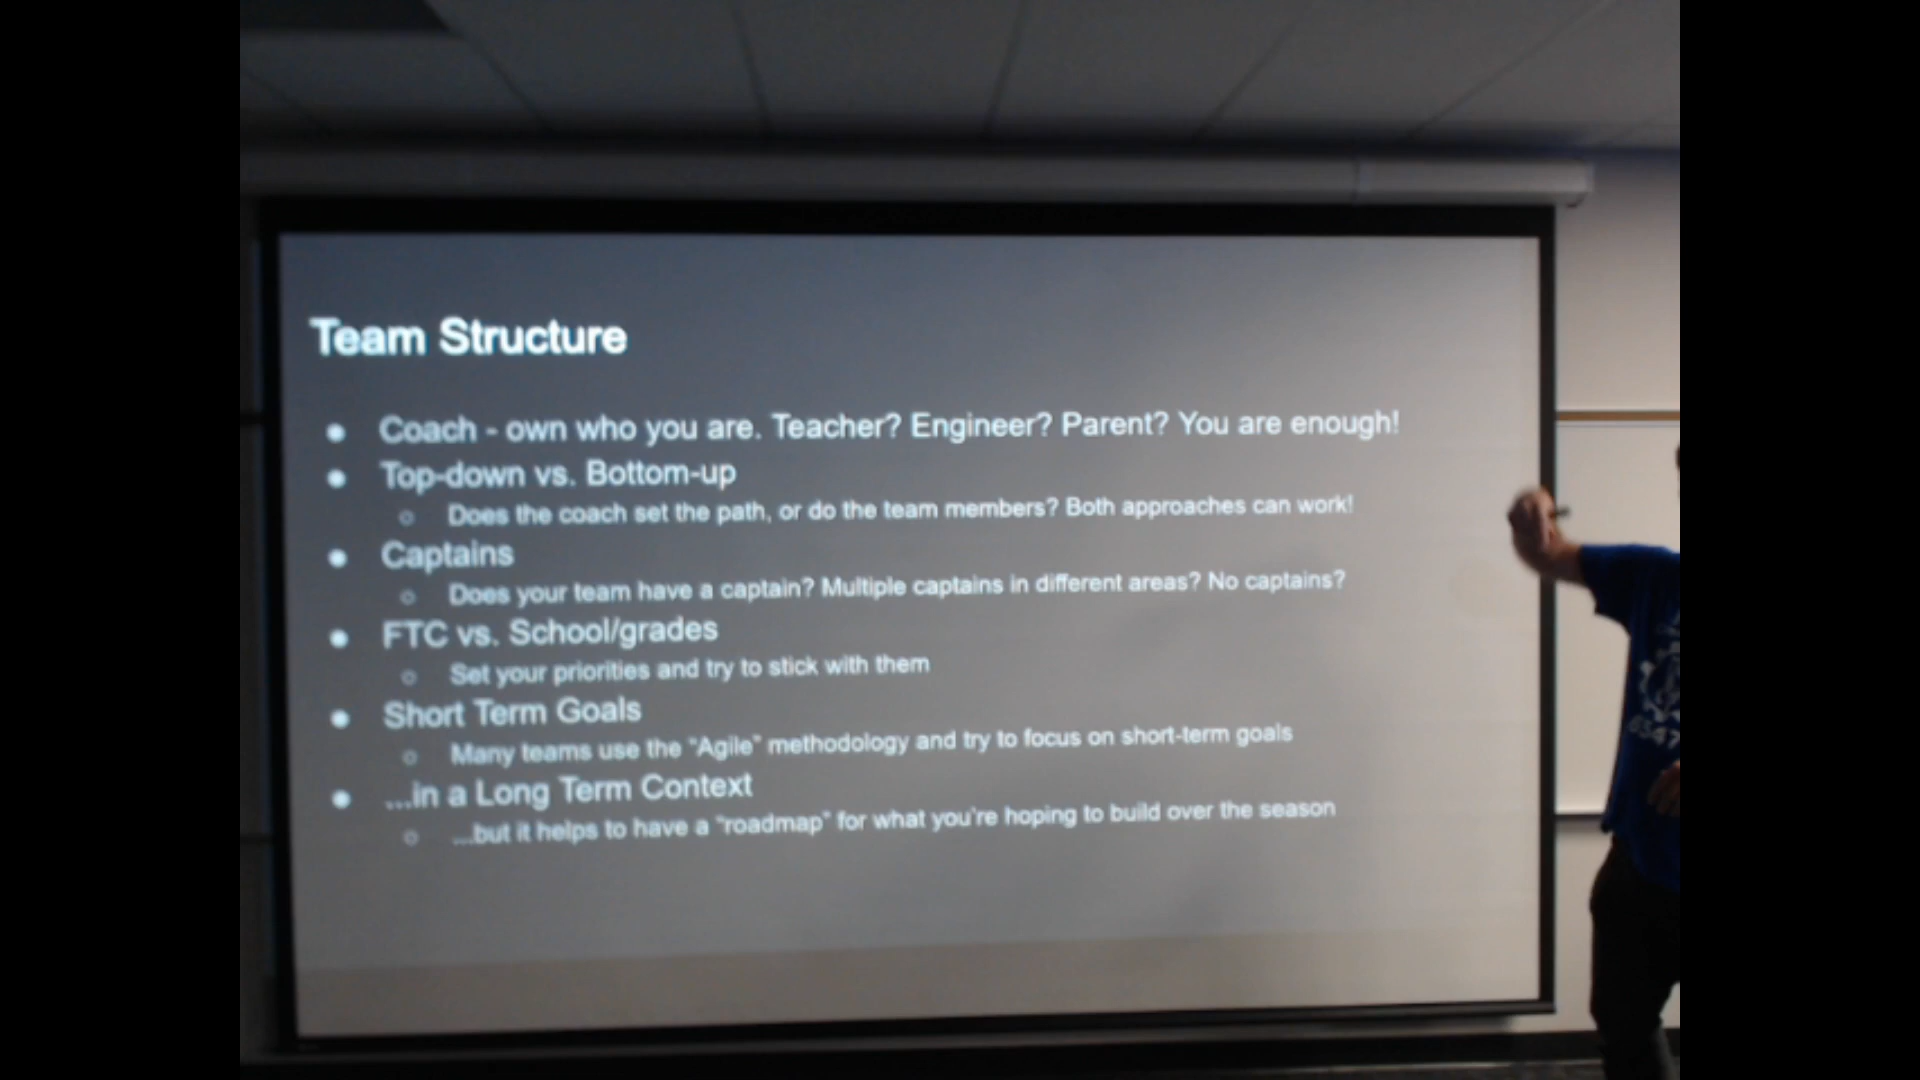 Team Structure
● Coach - own who you are. Teacher? Engineer? Parent? You are enough!
● Top-down vs. Bottom-up
○ Does the coach set the path, or do the team members? Both approaches can work!
● Captains
○ Does your team have a captain? Multiple captains in different areas? No captains?
● FTC vs. School/grades
○ Set your priorities and try to stick with them
● Short Term Goals
○ Many teams use the "Agile" methodology and try to focus on short-term goals
● ...in a Long Term Context
○ ...but it helps to have a "roadmap" for what you're hoping to build over the season